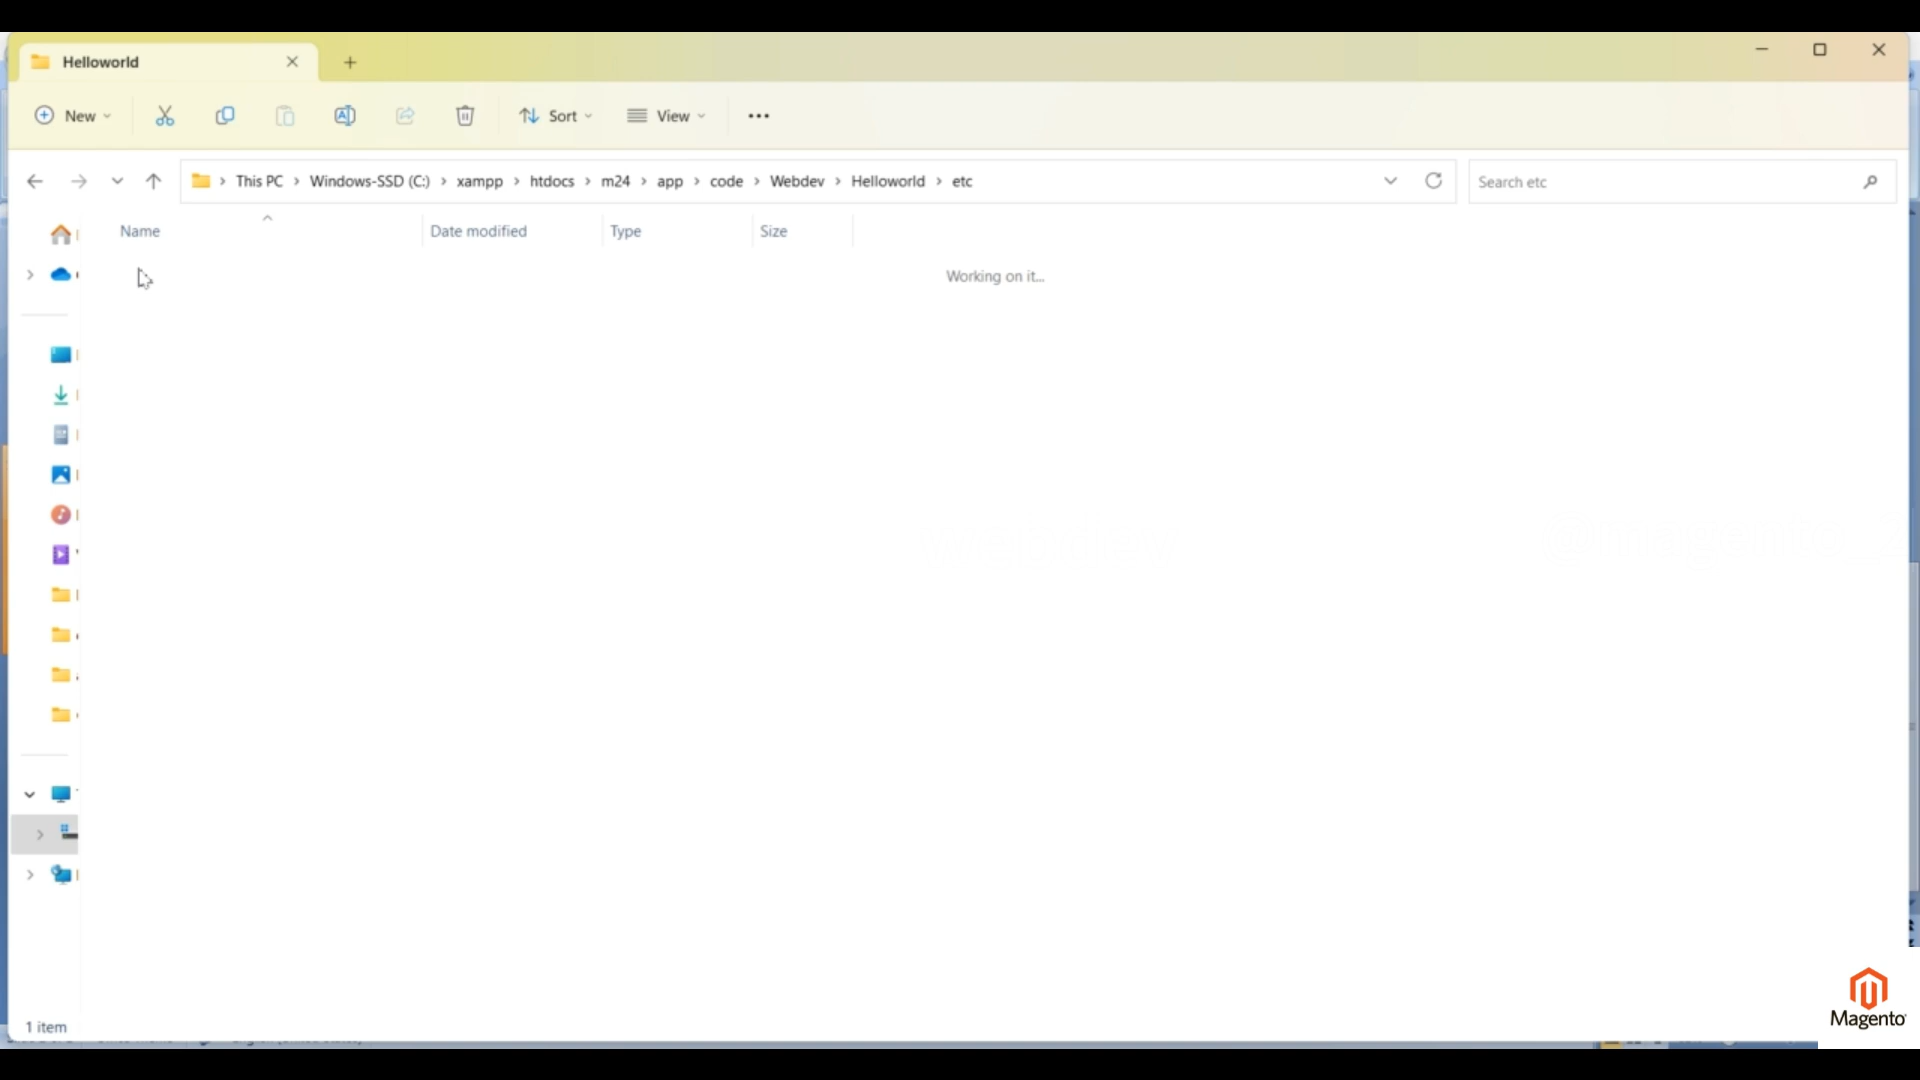 Helloworld
New
Sort
View
This PC > Windows-SSD (C:) > xampp > htdocs > m24 > app > code > Webdev > Helloworld > etc
Search etc
Name
Date modified
Type
Size
Working on it...
1 item
Magento